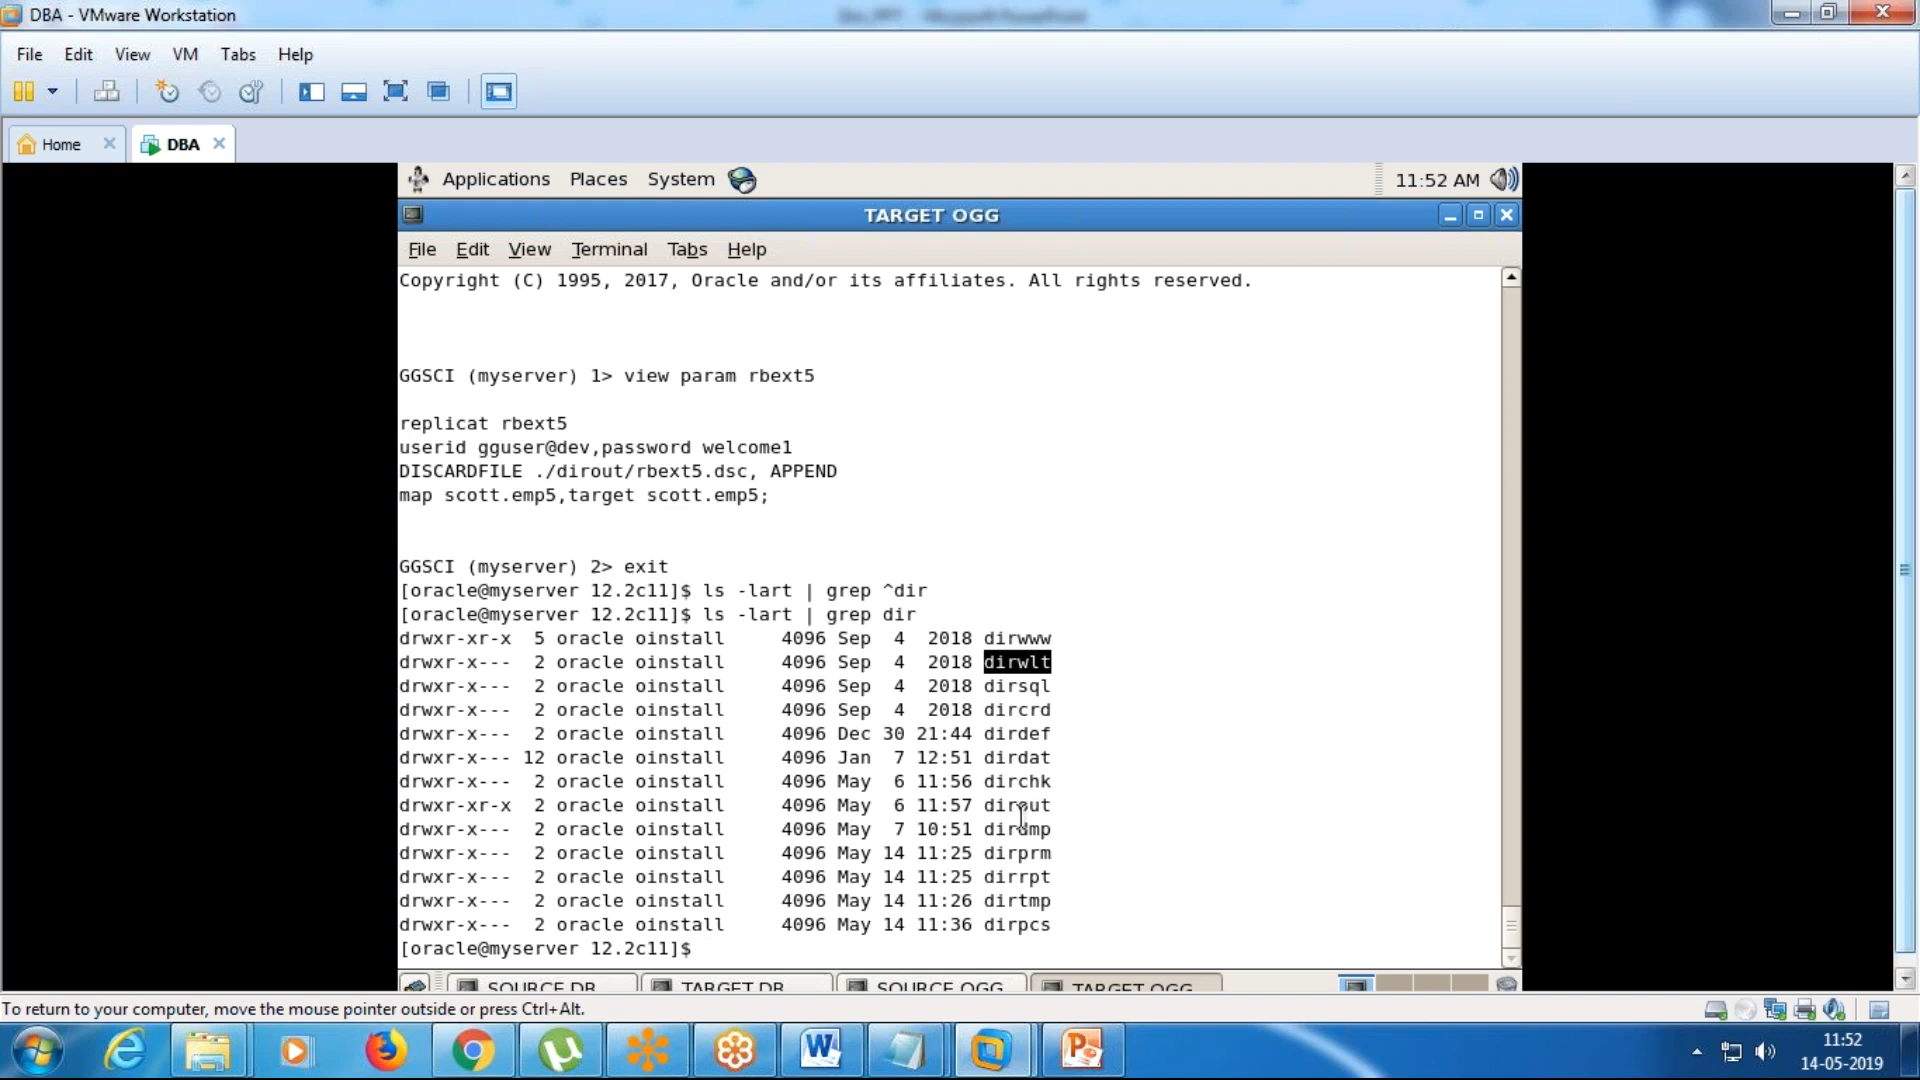 DBA - VMware Workstation
File Edit View VM Tabs Help
Home DBA
Applications Places System 11:52 AM
TARGET OGG
File Edit View Terminal Tabs Help
Copyright (C) 1995, 2017, Oracle and/or its affiliates. All rights reserved.
GGSCI (myserver) 1> view param rbext5
replicat rbext5
userid gguser@dev,password welcome1
DISCARDFILE ./dirout/rbext5.dsc, APPEND
map scott.emp5,target scott.emp5;
GGSCI (myserver) 2> exit
[oracle@myserver 12.2c11]$ ls -lart | grep ^dir
[oracle@myserver 12.2c11]$ ls -lart | grep dir
drwxr-xr-x 5 oracle oinstall 4096 Sep 4 2018 dirwww
drwxr-x--- 2 oracle oinstall 4096 Sep 4 2018 dirwlt
drwxr-x--- 2 oracle oinstall 4096 Sep 4 2018 dirsql
drwxr-x--- 2 oracle oinstall 4096 Sep 4 2018 dircrd
drwxr-x--- 2 oracle oinstall 4096 Dec 30 21:44 dirdef
drwxr-x--- 12 oracle oinstall 4096 Jan 7 12:51 dirdat
drwxr-x--- 2 oracle oinstall 4096 May 6 11:56 dirchk
drwxr-xr-x 2 oracle oinstall 4096 May 6 11:57 dirout
drwxr-x--- 2 oracle oinstall 4096 May 7 10:51 dirdmp
drwxr-x--- 2 oracle oinstall 4096 May 14 11:25 dirprm
drwxr-x--- 2 oracle oinstall 4096 May 14 11:25 dirrpt
drwxr-x--- 2 oracle oinstall 4096 May 14 11:26 dirtmp
drwxr-x--- 2 oracle oinstall 4096 May 14 11:36 dirpcs
[oracle@myserver 12.2c11]$
SOURCE DB TARGET DB SOURCE OGG TARGET OGG
To return to your computer, move the mouse pointer outside or press Ctrl+Alt.
11:52
14-05-2019